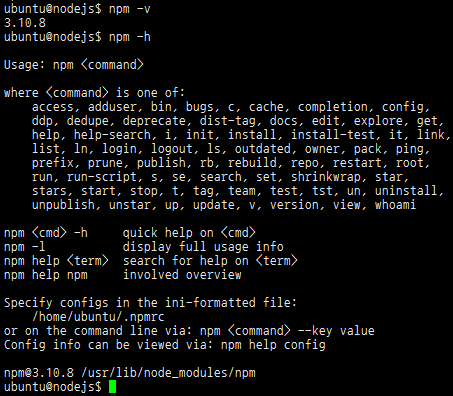 ubuntu@nodejs$ npm -v
3.10.8
ubuntu@nodejs$ npm -h
Usage: npm <command>
where <command> is one of:
access, adduser, bin, bugs, c, cache, completion, config,
ddp, dedupe, deprecate, dist-tag, docs, edit, explore, get,
help, help-search, i, init, install, install-test, it, link,
list, ln, login, logout, ls, outdated, owner, pack, ping,
prefix, prune, publish, rb, rebuild, repo, restart, root,
run, run-script, s, se, search, set, shrinkwrap, star,
stars, start, stop, t, tag, team, test, tst, un, uninstall,
unpublish, unstar, up, update, v, version, view, whoami
npm <cmd> -h     quick help on <cmd>
npm -l           display full usage info
npm help <term>  search for help on <term>
npm help npm     involved overview
Specify configs in the ini-formatted file:
/home/ubuntu/.npmrc
or on the command line via: npm <command> --key value
Config info can be viewed via: npm help config
npm@3.10.8 /usr/lib/node_modules/npm
ubuntu@nodejs$